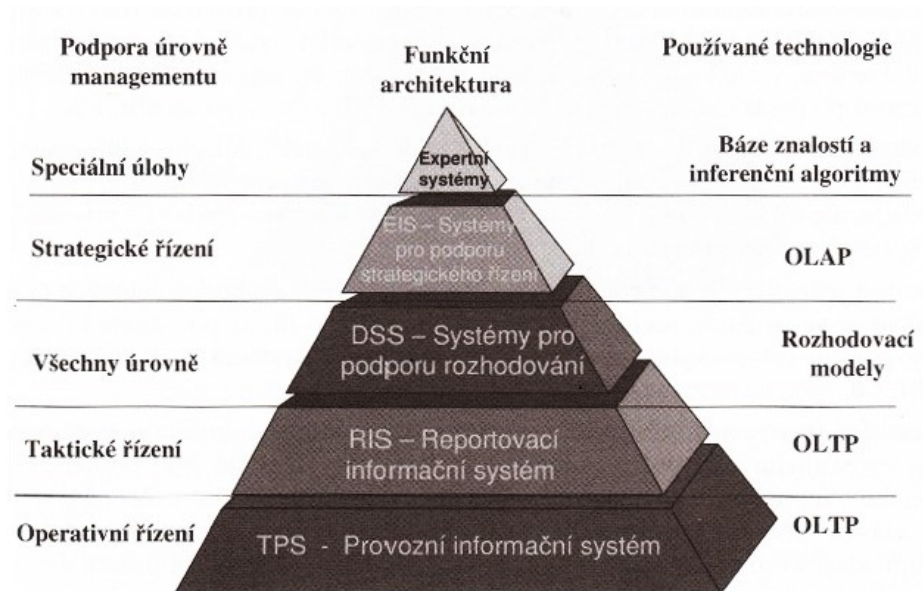 Podpora úrovně
managementu
Funkční
architektura
Používané technologie
Speciální úlohy
Expertní
systémy
Báze znalostí a
inferenční algoritmy
Strategické řízení
EIS – Systémy
pro podporu
strategického řízení
OLAP
Všechny úrovně
DSS – Systémy pro
podporu rozhodování
Rozhodovací
modely
Taktické řízení
RIS – Reportovací
informační systém
OLTP
Operativní řízení
TPS - Provozní informační systém
OLTP